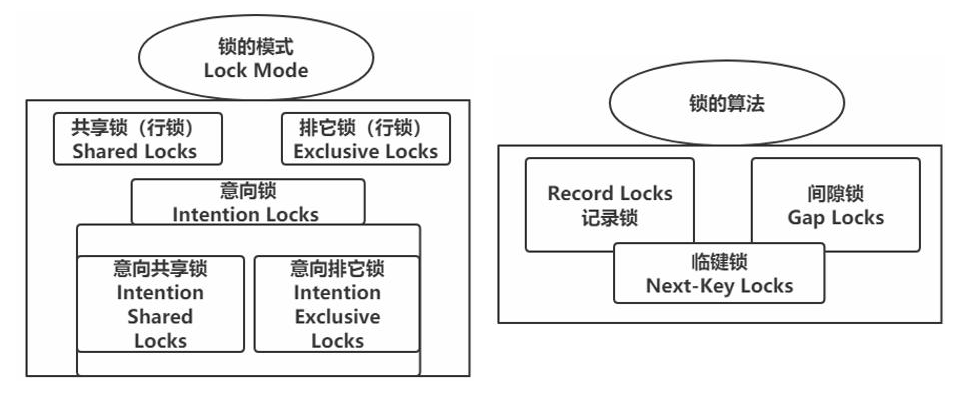 锁的模式
Lock Mode
共享锁（行锁）
Shared Locks
排它锁（行锁）
Exclusive Locks
意向锁
Intention Locks
意向共享锁
Intention
Shared
Locks
意向排它锁
Intention
Exclusive
Locks
锁的算法
Record Locks
记录锁
间隙锁
Gap Locks
临键锁
Next-Key Locks